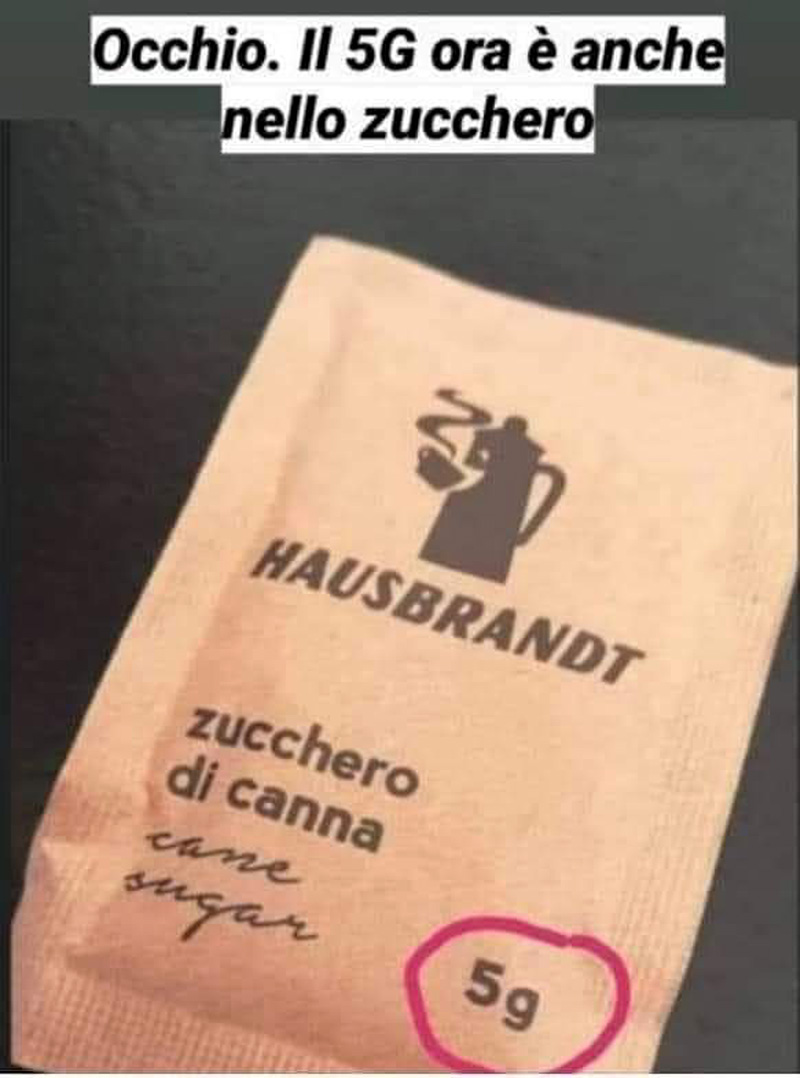 Occhio. Il 5G ora è anche
nello zucchero
HAUSBRANDT
zucchero
di canna
cane
sugar
5g